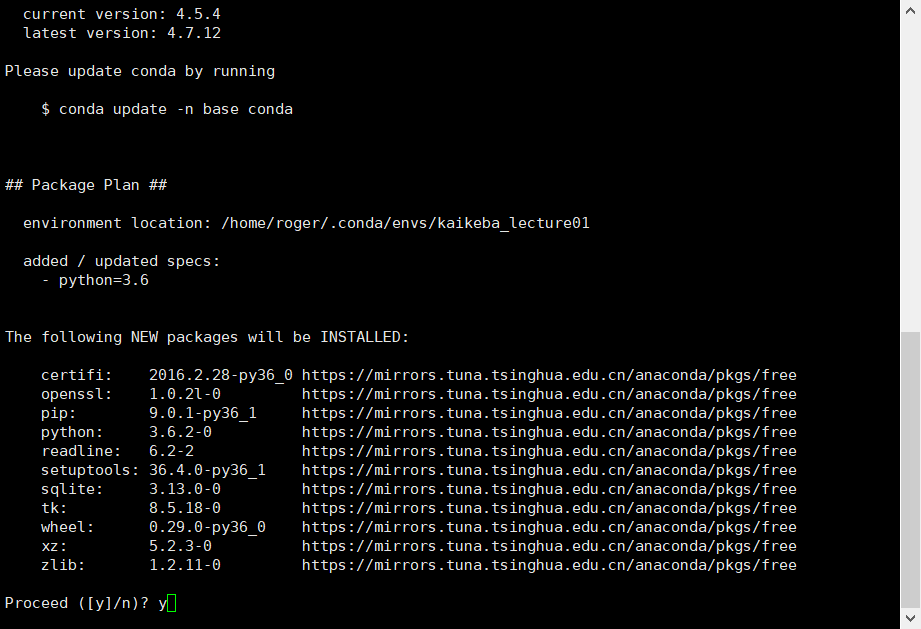 current version: 4.5.4
latest version: 4.7.12
Please update conda by running
$ conda update -n base conda
## Package Plan ##
environment location: /home/roger/.conda/envs/kaikeba_lecture01
added / updated specs:
- python=3.6
The following NEW packages will be INSTALLED:
certifi: 2016.2.28-py36_0 https://mirrors.tuna.tsinghua.edu.cn/anaconda/pkgs/free
openssl: 1.0.2l-0 https://mirrors.tuna.tsinghua.edu.cn/anaconda/pkgs/free
pip: 9.0.1-py36_1 https://mirrors.tuna.tsinghua.edu.cn/anaconda/pkgs/free
python: 3.6.2-0 https://mirrors.tuna.tsinghua.edu.cn/anaconda/pkgs/free
readline: 6.2-2 https://mirrors.tuna.tsinghua.edu.cn/anaconda/pkgs/free
setuptools: 36.4.0-py36_1 https://mirrors.tuna.tsinghua.edu.cn/anaconda/pkgs/free
sqlite: 3.13.0-0 https://mirrors.tuna.tsinghua.edu.cn/anaconda/pkgs/free
tk: 8.5.18-0 https://mirrors.tuna.tsinghua.edu.cn/anaconda/pkgs/free
wheel: 0.29.0-py36_0 https://mirrors.tuna.tsinghua.edu.cn/anaconda/pkgs/free
xz: 5.2.3-0 https://mirrors.tuna.tsinghua.edu.cn/anaconda/pkgs/free
zlib: 1.2.11-0 https://mirrors.tuna.tsinghua.edu.cn/anaconda/pkgs/free
Proceed ([y]/n)? y